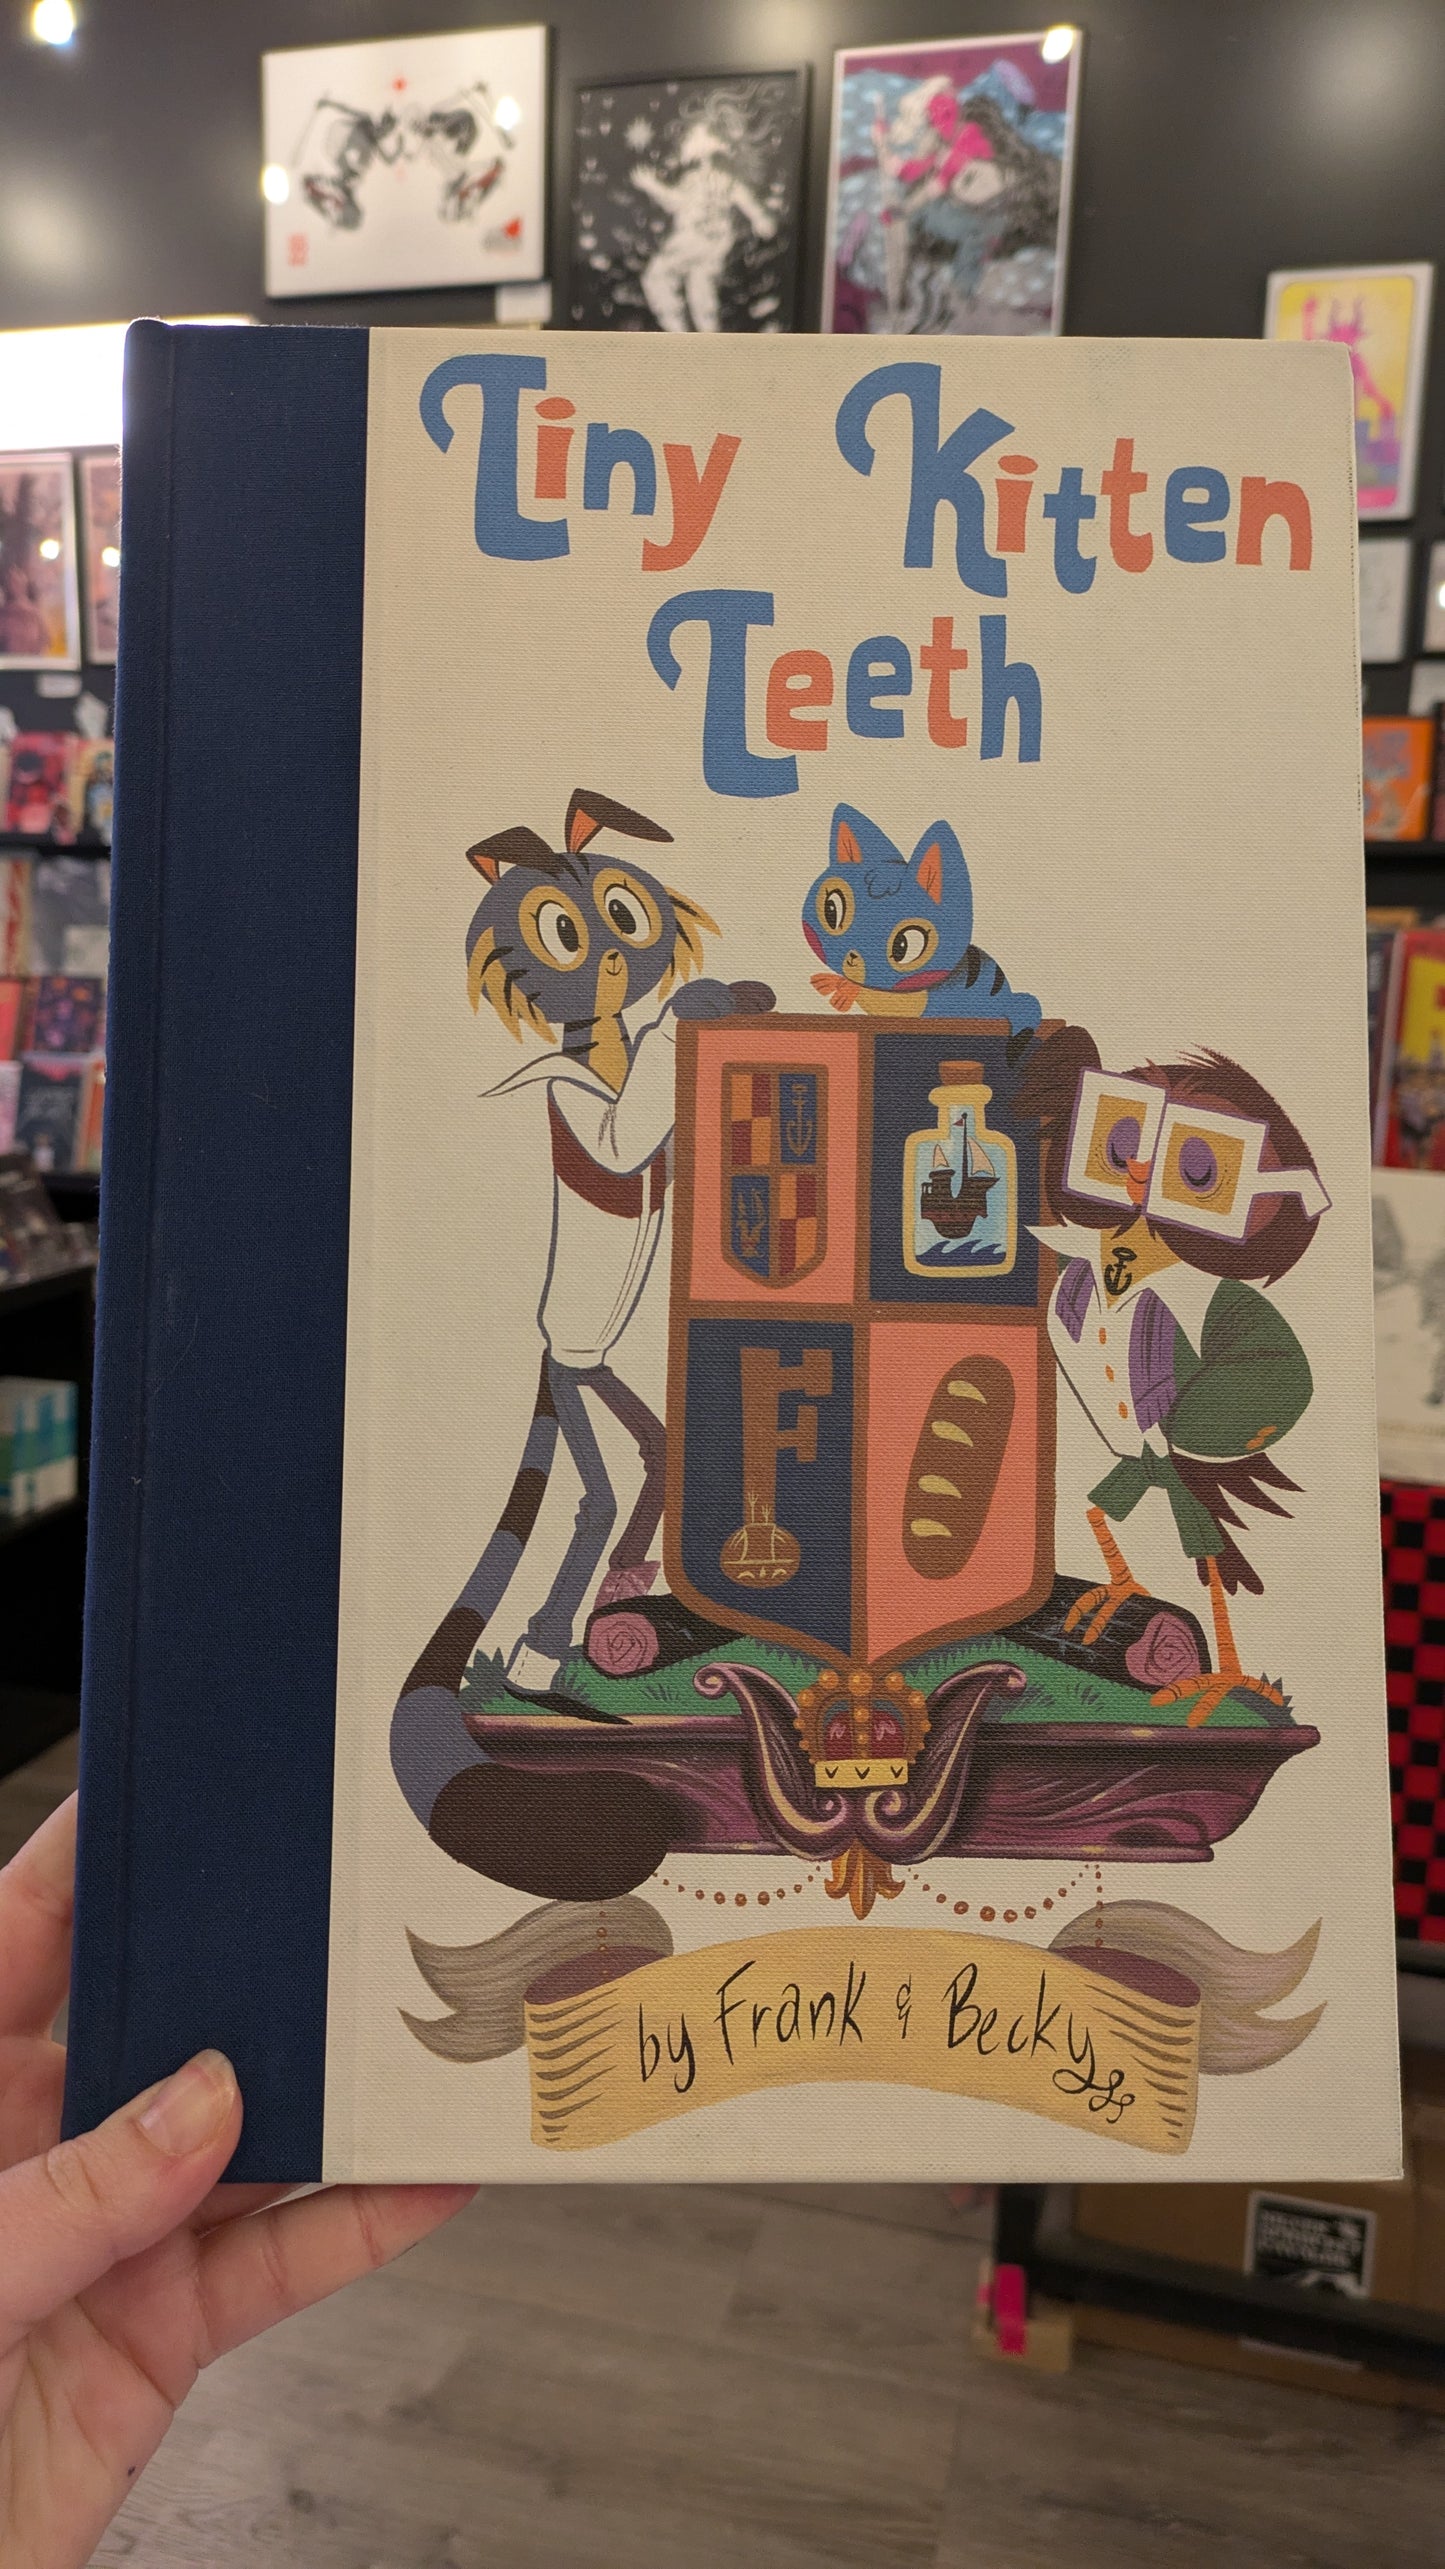 Tiny Kitten
Teeth
F
by Frank & Becky